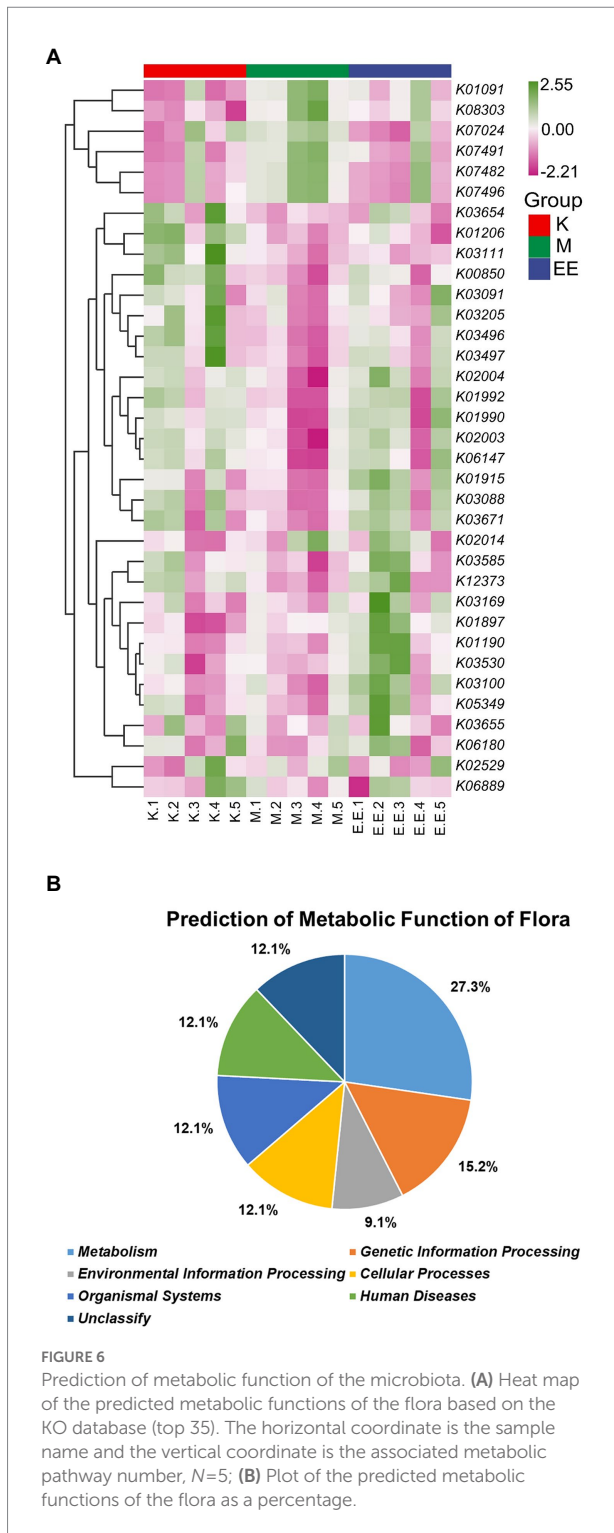 A
K01091
K08303
K07024
K07491
K07482
K07496
K03654
K01206
K03111
K00850
K03091
K03205
K03496
K03497
K02004
K01992
K01990
K02003
K06147
K01915
K03088
K03671
K02014
K03585
K12373
K03169
K01897
K01190
K03530
K03100
K05349
K03655
K06180
K02529
K06889
2.55
0.00
-2.21
Group
K
M
EE
K.1 K.2 K.3 K.4 K.5 M.1 M.2 M.3 M.4 M.5 E.E.1 E.E.2 E.E.3 E.E.4 E.E.5
B
Prediction of Metabolic Function of Flora
12.1%
27.3%
12.1%
12.1%
15.2%
12.1%
9.1%
Metabolism
Genetic Information Processing
Environmental Information Processing
Cellular Processes
Organismal Systems
Human Diseases
Unclassify
FIGURE 6
Prediction of metabolic function of the microbiota. (A) Heat map
of the predicted metabolic functions of the flora based on the
KO database (top 35). The horizontal coordinate is the sample
name and the vertical coordinate is the associated metabolic
pathway number, N=5; (B) Plot of the predicted metabolic
functions of the flora as a percentage.